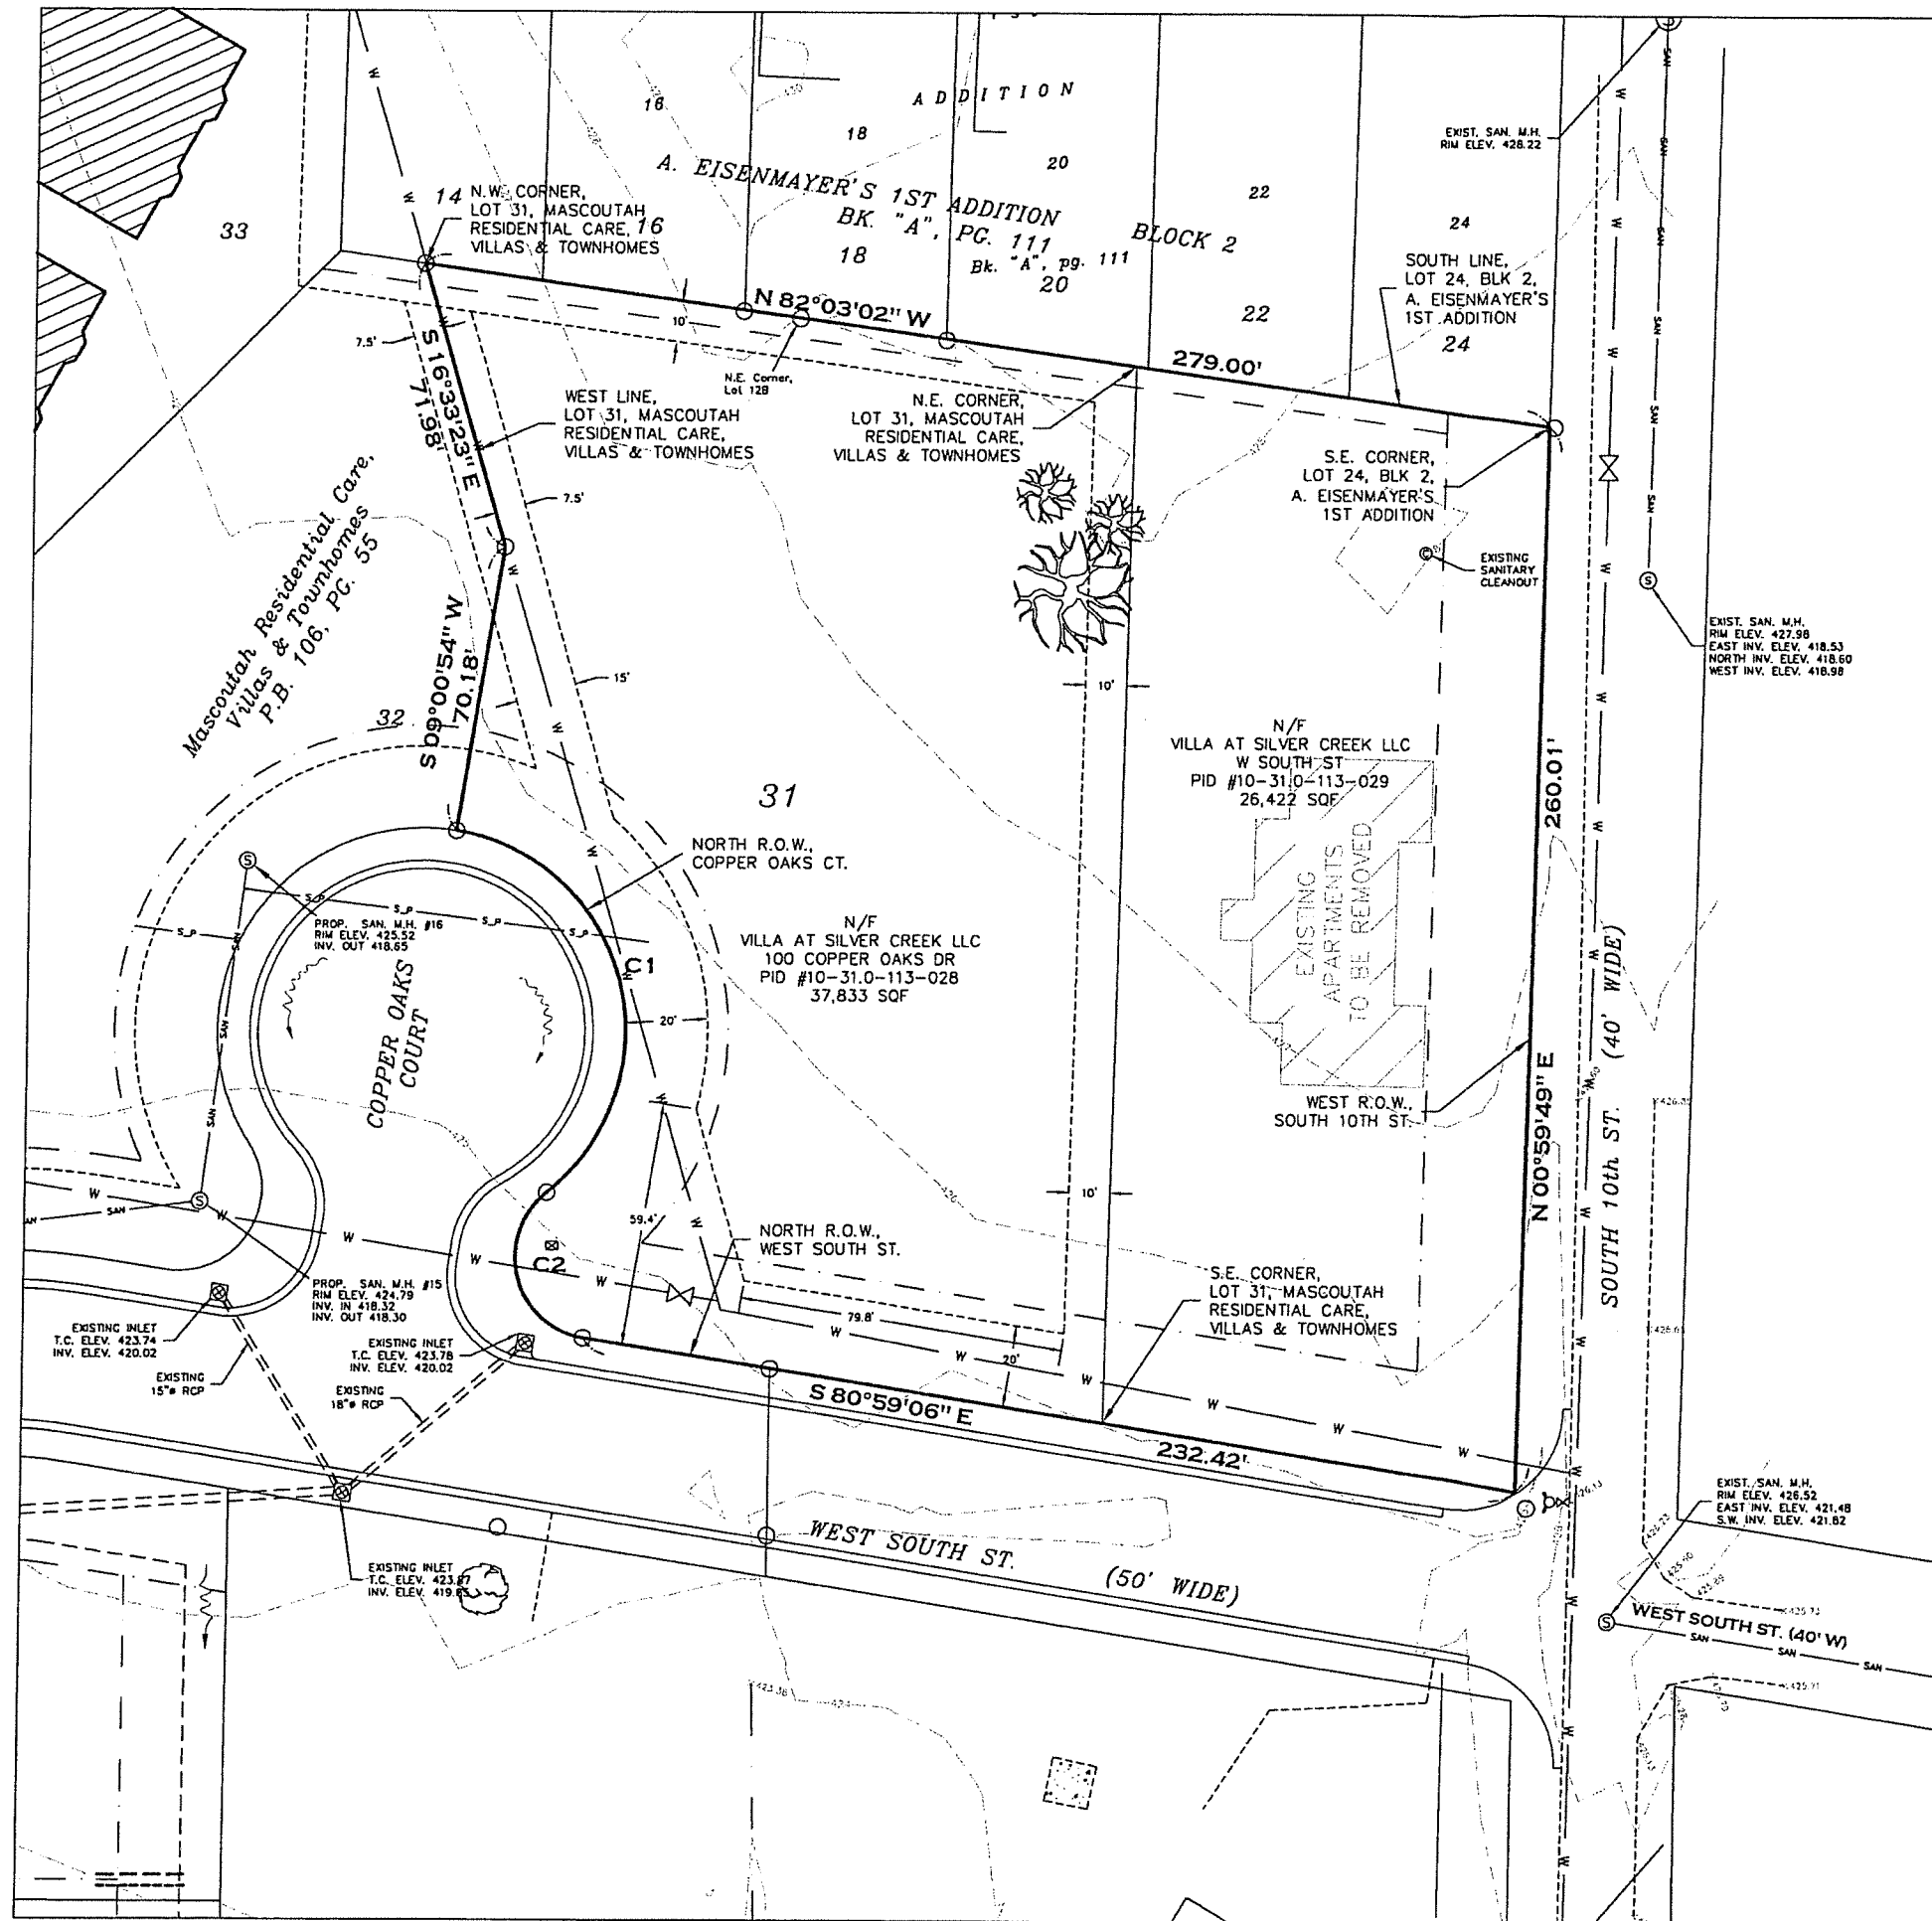 ADDITION
16
18
20
22
24
A. EISENMAYER'S 1ST ADDITION
BK. "A", PG. 111
BLOCK 2
Bk. "A", pg. 111
14
16
18
20
22
24
33
N.W. CORNER,
LOT 31, MASCOUTAH
RESIDENTIAL CARE,
VILLAS & TOWNHOMES
EXIST. SAN. M.H.
RIM ELEV. 428.22
SOUTH LINE,
LOT 24, BLK 2,
A. EISENMAYER'S
1ST ADDITION
N 82°03'02" W
279.00'
10'
7.5'
S 16°33'23" E
71.98'
N.E. Corner,
Lot 12B
WEST LINE,
LOT 31, MASCOUTAH
RESIDENTIAL CARE,
VILLAS & TOWNHOMES
N.E. CORNER,
LOT 31, MASCOUTAH
RESIDENTIAL CARE,
VILLAS & TOWNHOMES
S.E. CORNER,
LOT 24, BLK 2,
A. EISENMAYER'S
1ST ADDITION
7.5'
EXISTING
SANITARY
CLEANOUT
Mascoutah Residential Care,
Villas & Townhomes
P.B. 106, PG. 55
S 09°00'54" W
70.18'
15'
10'
EXIST. SAN. M.H.
RIM ELEV. 427.98
EAST INV. ELEV. 418.53
NORTH INV. ELEV. 418.60
WEST INV. ELEV. 418.98
32
31
N/F
VILLA AT SILVER CREEK LLC
W SOUTH ST
PID #10-31.0-113-029
26,422 SQF
260.01'
N 00°59'49" E
NORTH R.O.W.,
COPPER OAKS CT.
EXISTING
APARTMENTS
TO BE REMOVED
PROP. SAN. M.H. #16
RIM ELEV. 425.52
INV. OUT 418.65
N/F
VILLA AT SILVER CREEK LLC
100 COPPER OAKS DR
PID #10-31.0-113-028
37,833 SQF
C1
20'
COPPER OAKS
COURT
WEST R.O.W.,
SOUTH 10TH ST.
SOUTH 10th ST. (40' WIDE)
10'
59.4'
NORTH R.O.W.,
WEST SOUTH ST.
C2
PROP. SAN. M.H. #15
RIM ELEV. 424.79
INV. IN 418.32
INV. OUT 418.30
S.E. CORNER,
LOT 31, MASCOUTAH
RESIDENTIAL CARE,
VILLAS & TOWNHOMES
79.8'
20'
EXISTING INLET
T.C. ELEV. 423.74
INV. ELEV. 420.02
EXISTING INLET
T.C. ELEV. 423.78
INV. ELEV. 420.02
EXISTING
15"ø RCP
EXISTING
18"ø RCP
S 80°59'06" E
232.42'
EXIST. SAN. M.H.
RIM ELEV. 426.52
EAST INV. ELEV. 421.48
S.W. INV. ELEV. 421.82
EXISTING INLET
T.C. ELEV. 423.87
INV. ELEV.
WEST SOUTH ST. (50' WIDE)
WEST SOUTH ST. (40' W)
SAN SAN SAN
423.38
424
425.73
425.71